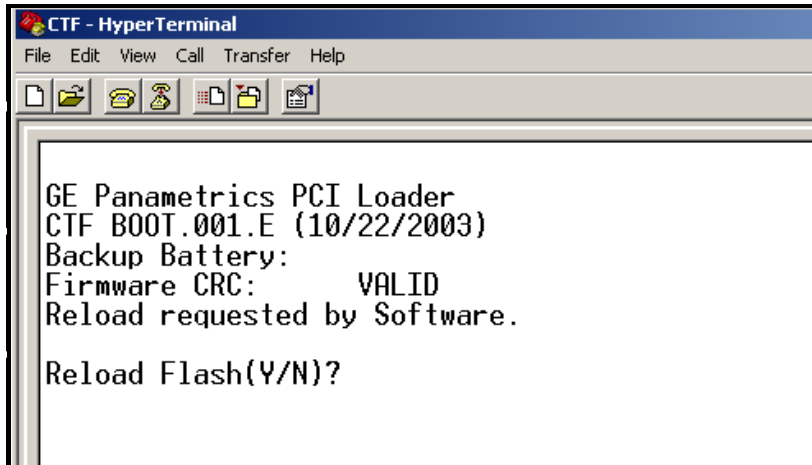 CTF - HyperTerminal
File Edit View Call Transfer Help
GE Panametrics PCI Loader
CTF BOOT.001.E (10/22/2003)
Backup Battery:
Firmware CRC: VALID
Reload requested by Software.
Reload Flash(Y/N)?